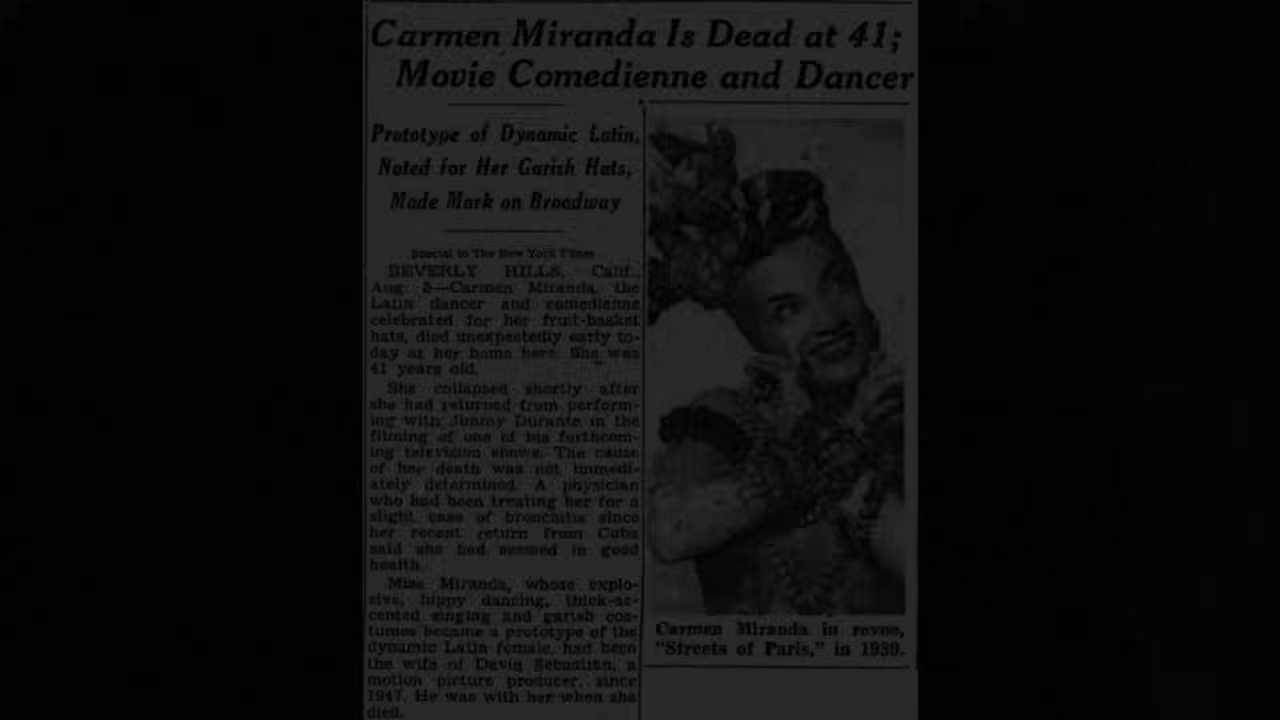 Carmen Miranda Is Dead at 41;
Movie Comedienne and Dancer
Prototype of Dynamic Latin,
Noted for Her Garish Hats,
Made Mark on Broadway
Special to The New York Times
BEVERLY HILLS, Calif.,
Aug. 5—Carmen Miranda, the
Latin dancer and comedienne
celebrated for her fruit-basket
hats, died unexpectedly early to-
day at her home here. She was
41 years old.
She collapsed shortly after
she had returned from perform-
ing with Jimmy Durante in the
filming of one of his forthcom-
ing television shows. The cause
of her death was not immedi-
ately determined. A physician
who had been treating her for a
slight case of bronchitis since
her recent return from Cuba
said she had seemed in good
health.
Miss Miranda, whose explo-
sive, hippy dancing, thick-ac-
cented singing and garish cos-
tumes became a prototype of the
dynamic Latin female, had been
the wife of David Sebastian, a
motion picture producer, since
1947. He was with her when she
died.
Carmen Miranda in revue,
"Streets of Paris," in 1939.